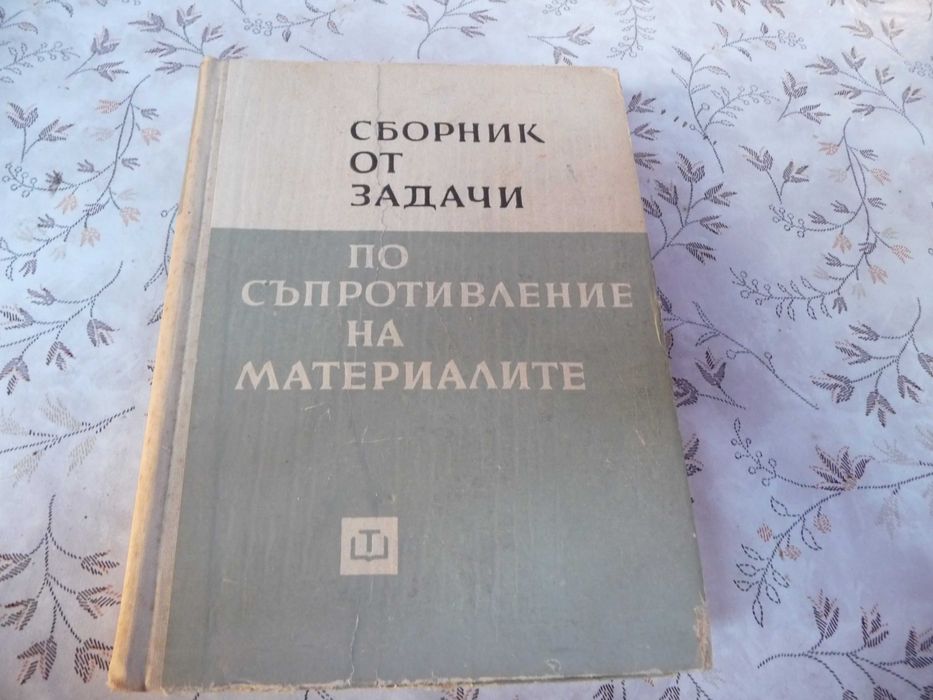 СБОРНИК
ОТ
ЗАДАЧИ
ПО
СЪПРОТИВЛЕНИЕ
НА
МАТЕРИАЛИТЕ
Т